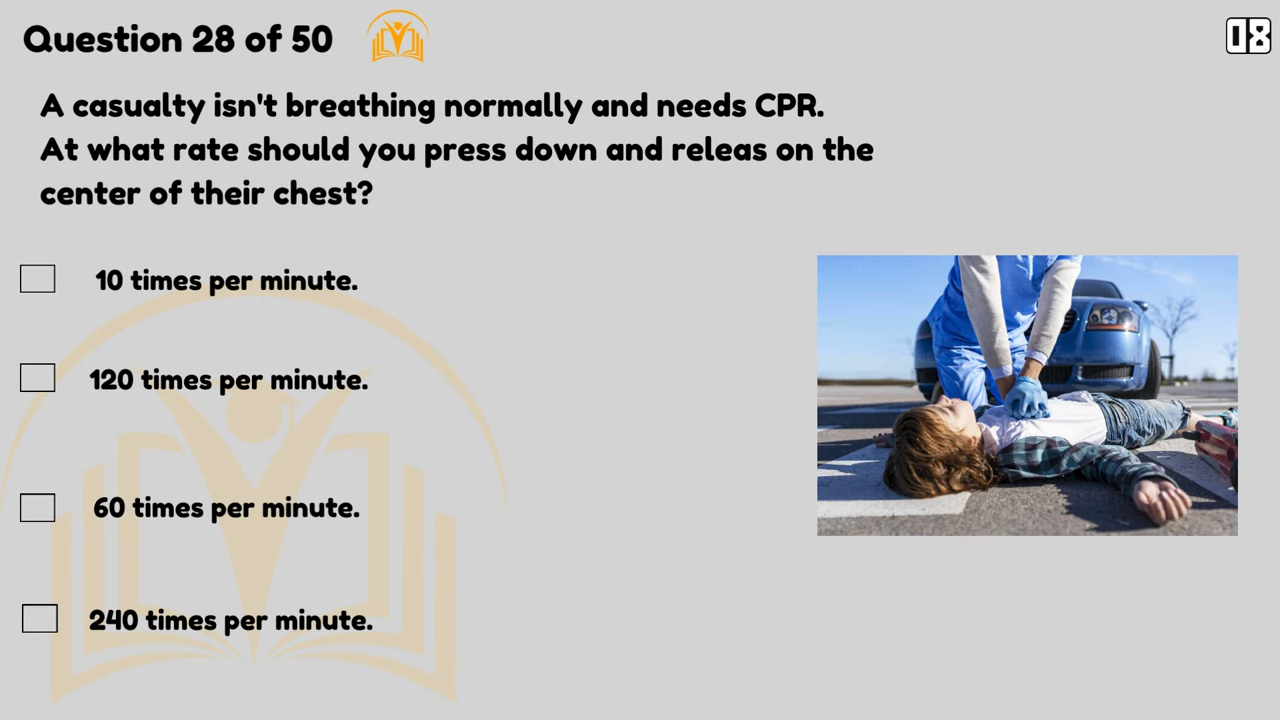 Question 28 of 50
08
A casualty isn't breathing normally and needs CPR.
At what rate should you press down and releas on the
center of their chest?
10 times per minute.
120 times per minute.
60 times per minute.
240 times per minute.